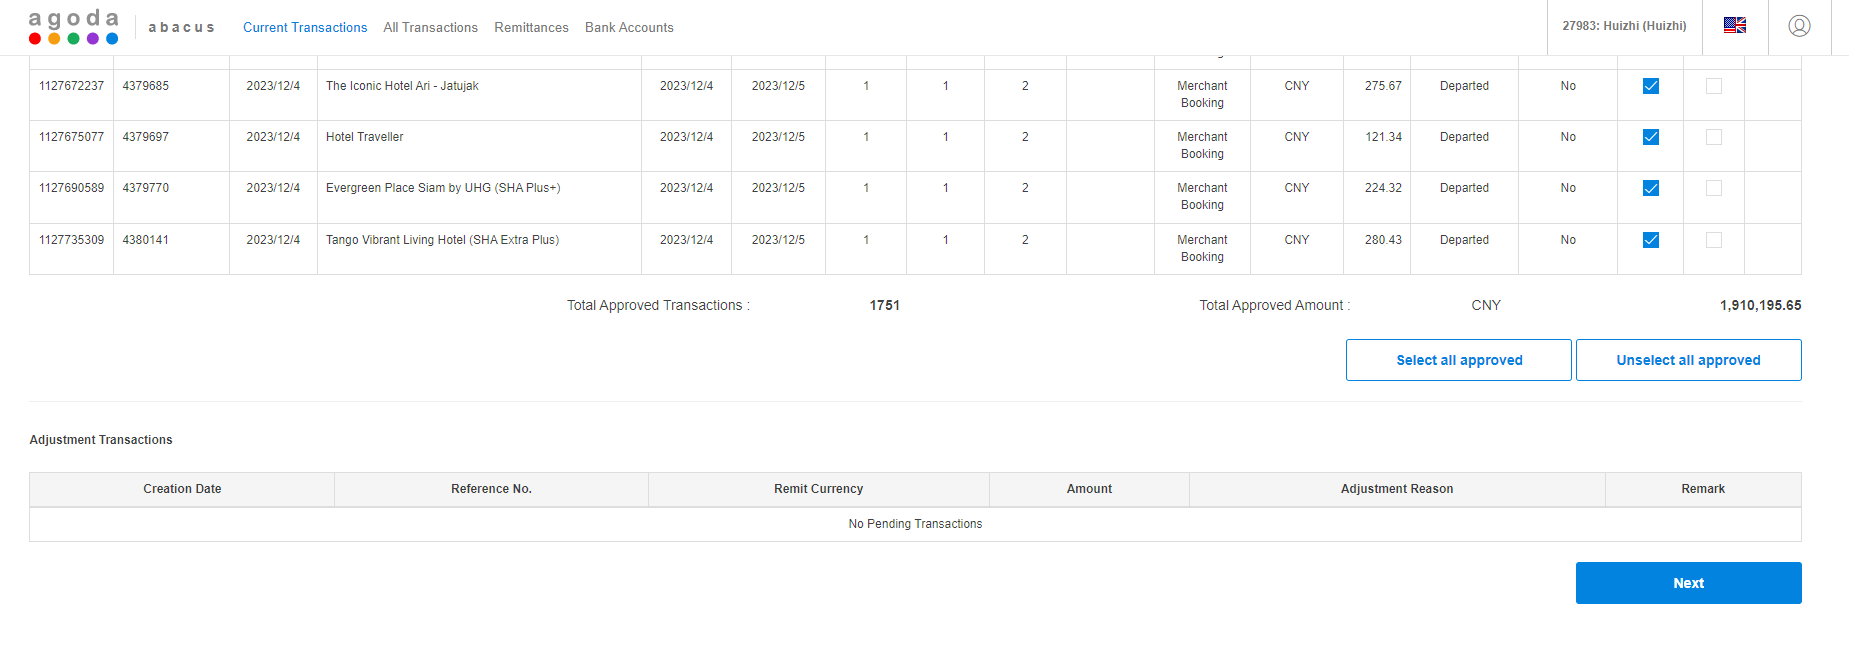 agoda abacus Current Transactions All Transactions Remittances Bank Accounts 27983: Huizhi (Huizhi)
1127672237 4379685 2023/12/4 The Iconic Hotel Ari - Jatujak 2023/12/4 2023/12/5 1 1 2 Merchant Booking CNY 275.67 Departed No
1127675077 4379697 2023/12/4 Hotel Traveller 2023/12/4 2023/12/5 1 1 2 Merchant Booking CNY 121.34 Departed No
1127690589 4379770 2023/12/4 Evergreen Place Siam by UHG (SHA Plus+) 2023/12/4 2023/12/5 1 1 2 Merchant Booking CNY 224.32 Departed No
1127735309 4380141 2023/12/4 Tango Vibrant Living Hotel (SHA Extra Plus) 2023/12/4 2023/12/5 1 1 2 Merchant Booking CNY 280.43 Departed No
Total Approved Transactions : 1751 Total Approved Amount : CNY 1,910,195.65
Select all approved Unselect all approved
Adjustment Transactions
Creation Date Reference No. Remit Currency Amount Adjustment Reason Remark
No Pending Transactions
Next